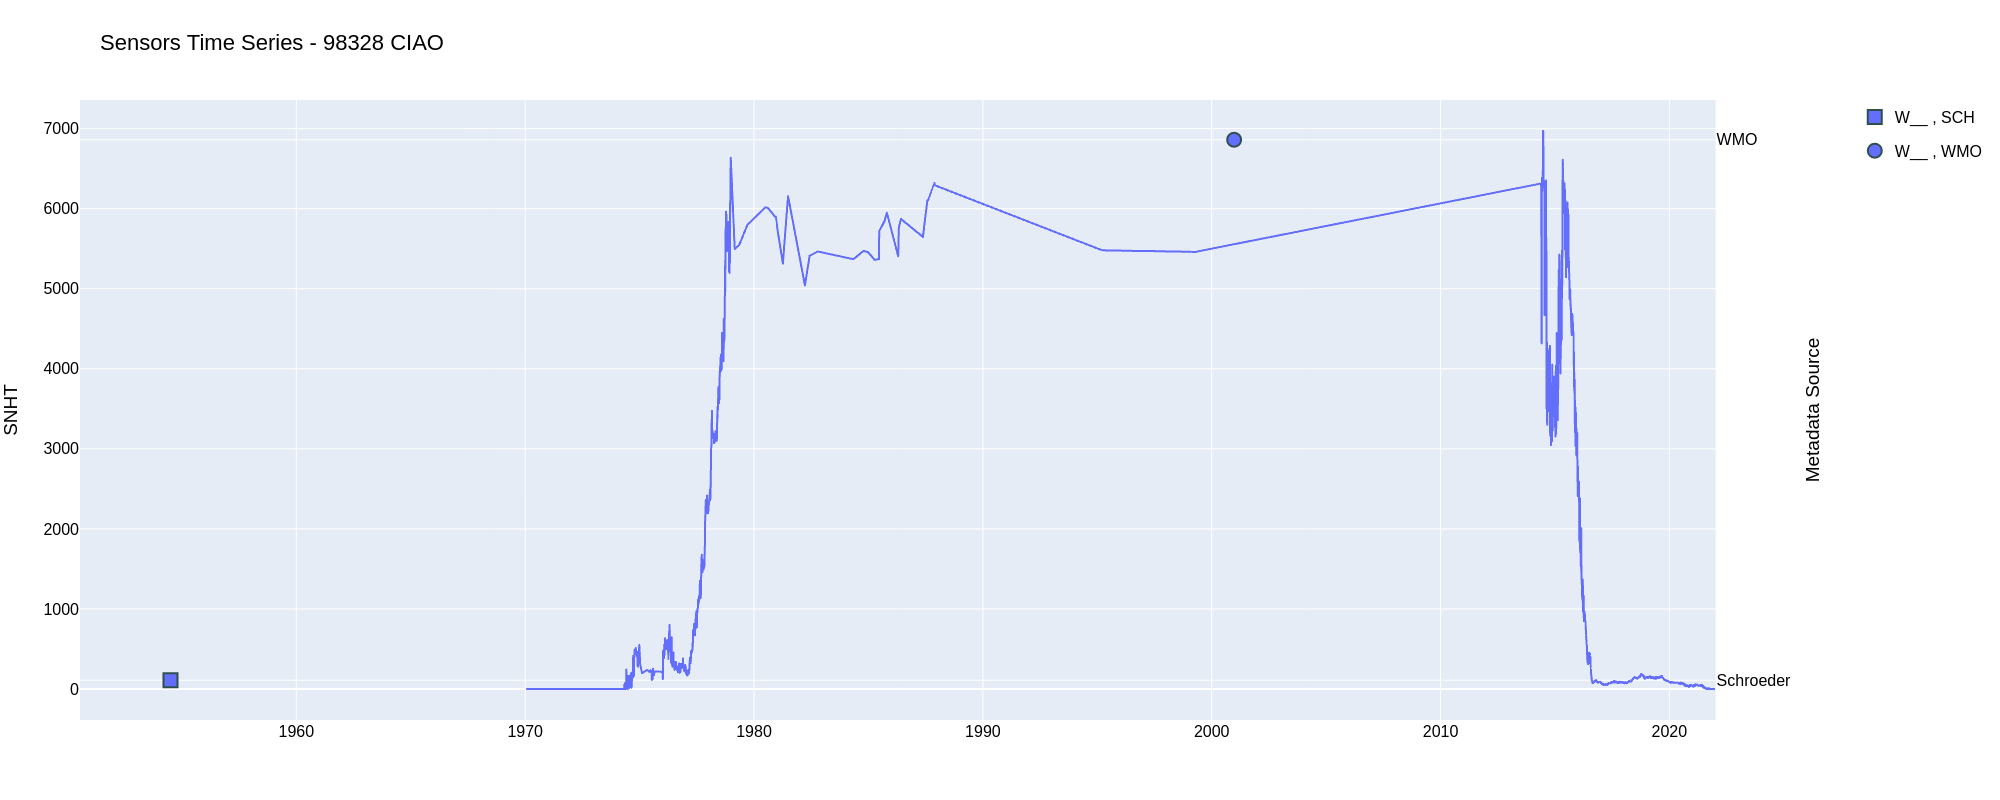 Sensors Time Series - 98328 CIAO
W__ , SCH
W__ , WMO
7000
6000
5000
4000
3000
2000
1000
0
SNHT
WMO
Schroeder
Metadata Source
1960
1970
1980
1990
2000
2010
2020